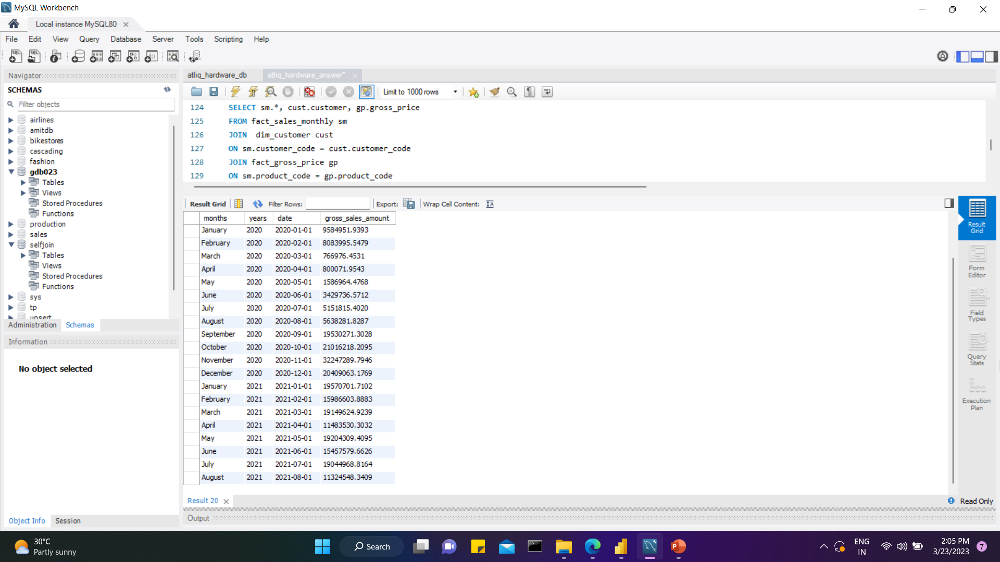 MySQL Workbench
Local instance MySQL80
File Edit View Query Database Server Tools Scripting Help
Navigator
SCHEMAS
Filter objects
airlines
amitdb
bikestores
cascading
fashion
gdb023
Tables
Views
Stored Procedures
Functions
production
sales
selfjoin
Tables
Views
Stored Procedures
Functions
sys
tp
upsert
Administration Schemas
Information
No object selected
Object Info Session
atliq_hardware_db atliq_hardware_answer*
Limit to 1000 rows
124 SELECT sm.*, cust.customer, gp.gross_price
125 FROM fact_sales_monthly sm
126 JOIN dim_customer cust
127 ON sm.customer_code = cust.customer_code
128 JOIN fact_gross_price gp
129 ON sm.product_code = gp.product_code
Result Grid Filter Rows: Export: Wrap Cell Content:
months years date gross_sales_amount
January 2020 2020-01-01 9584951.9393
February 2020 2020-02-01 8083995.5479
March 2020 2020-03-01 766976.4531
April 2020 2020-04-01 800071.9543
May 2020 2020-05-01 1586964.4768
June 2020 2020-06-01 3429736.5712
July 2020 2020-07-01 5151815.4020
August 2020 2020-08-01 5638281.8287
September 2020 2020-09-01 19530271.3028
October 2020 2020-10-01 21016218.2095
November 2020 2020-11-01 32247289.7946
December 2020 2020-12-01 20409063.1769
January 2021 2021-01-01 19570701.7102
February 2021 2021-02-01 15986603.8883
March 2021 2021-03-01 19149624.9239
April 2021 2021-04-01 11483530.3032
May 2021 2021-05-01 19204309.4095
June 2021 2021-06-01 15457579.6626
July 2021 2021-07-01 19044968.8164
August 2021 2021-08-01 11324548.3409
Result
Grid
Form
Editor
Field
Types
Query
Stats
Execution
Plan
Result 20
Read Only
Output
30°C
Partly sunny
Search
ENG
IN
2:05 PM
3/23/2023
7